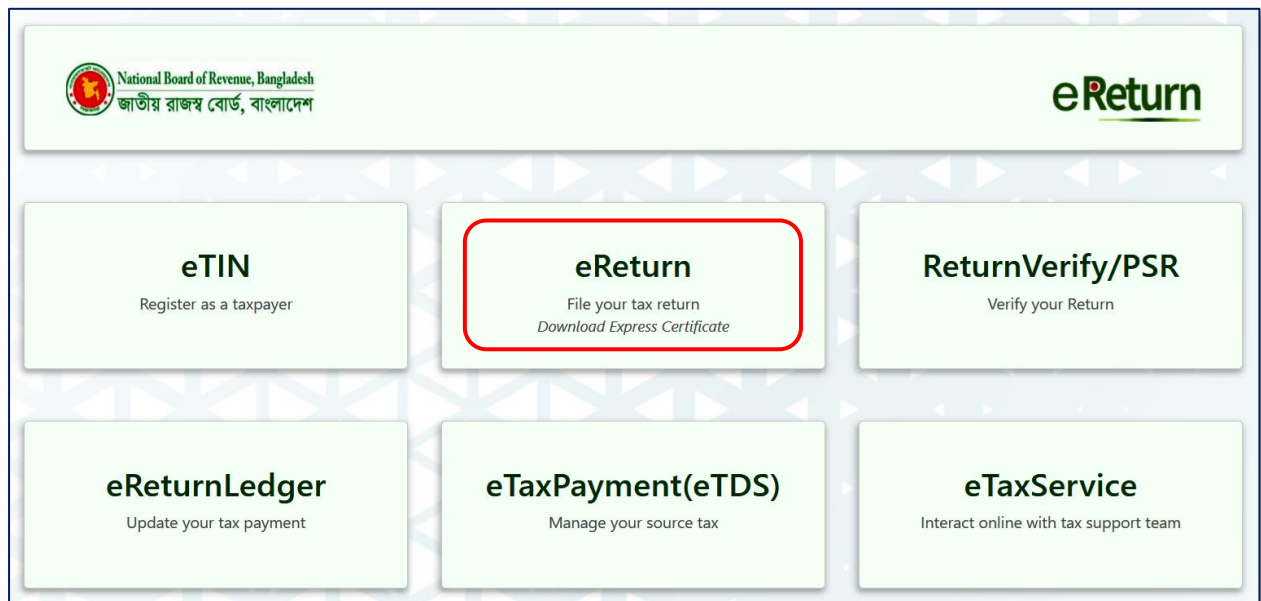 National Board of Revenue, Bangladesh
জাতীয় রাজস্ব বোর্ড, বাংলাদেশ
eReturn
eTIN
Register as a taxpayer
eReturn
File your tax return
Download Express Certificate
ReturnVerify/PSR
Verify your Return
eReturnLedger
Update your tax payment
eTaxPayment(eTDS)
Manage your source tax
eTaxService
Interact online with tax support team